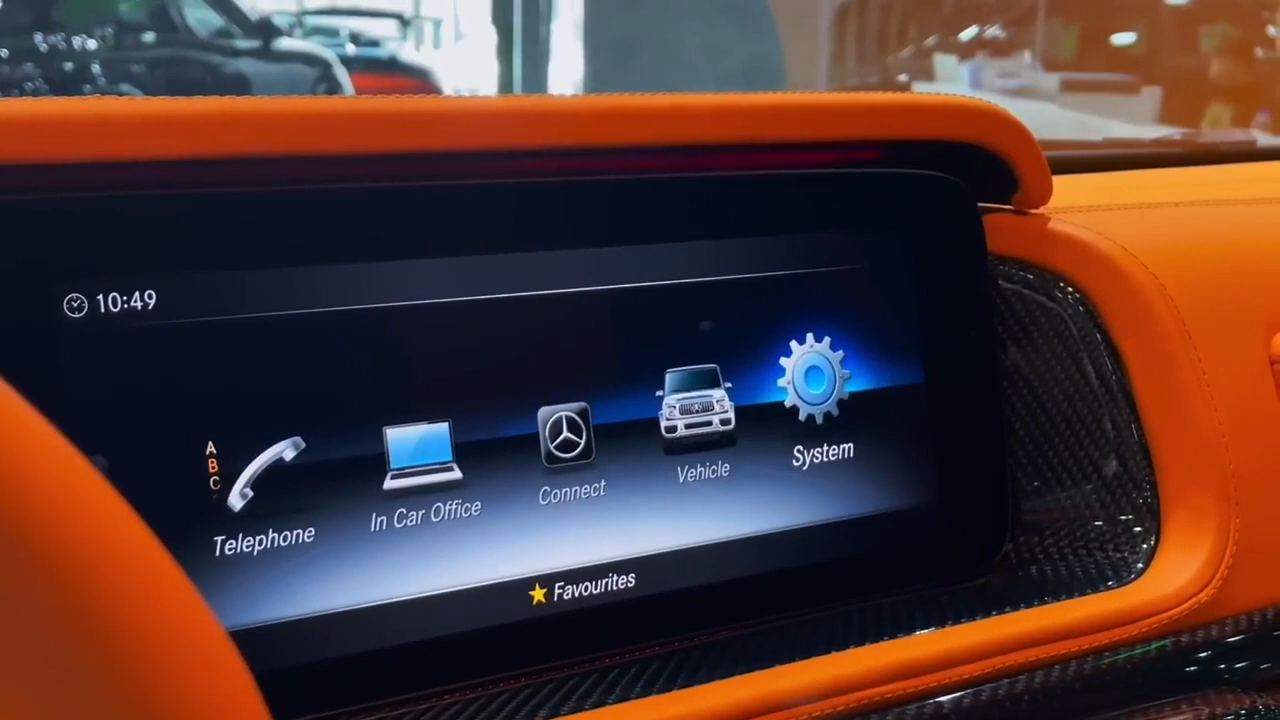 10:49
A
B
C
Telephone
In Car Office
Connect
Vehicle
System
Favourites